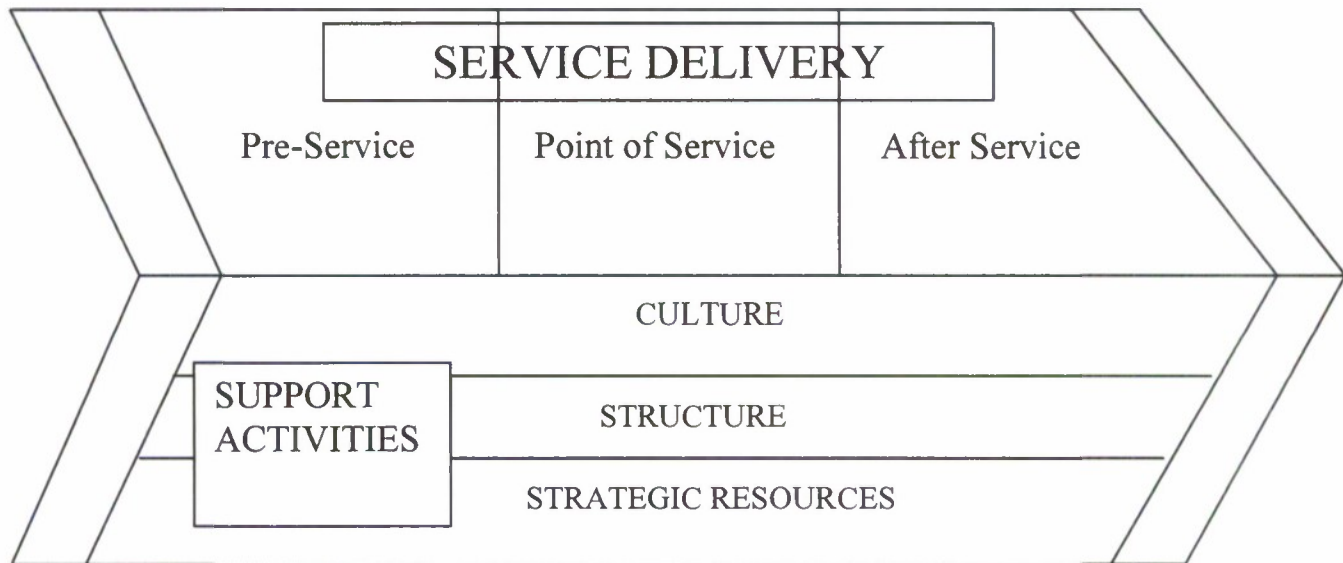 SERVICE DELIVERY
Pre-Service
Point of Service
After Service
CULTURE
SUPPORT
ACTIVITIES
STRUCTURE
STRATEGIC RESOURCES